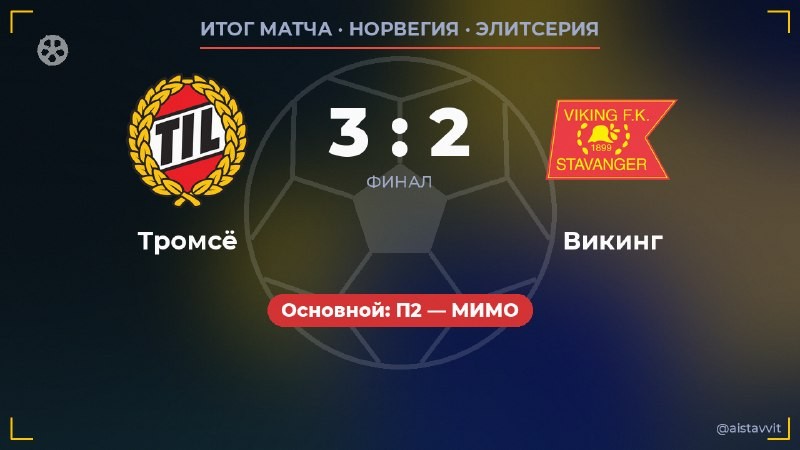 ИТОГ МАТЧА · НОРВЕГИЯ · ЭЛИТСЕРИЯ
TIL
3 : 2
VIKING F.K.
1899
STAVANGER
ФИНАЛ
Тромсё
Викинг
Основной: П2 — МИМО
@aistavvit